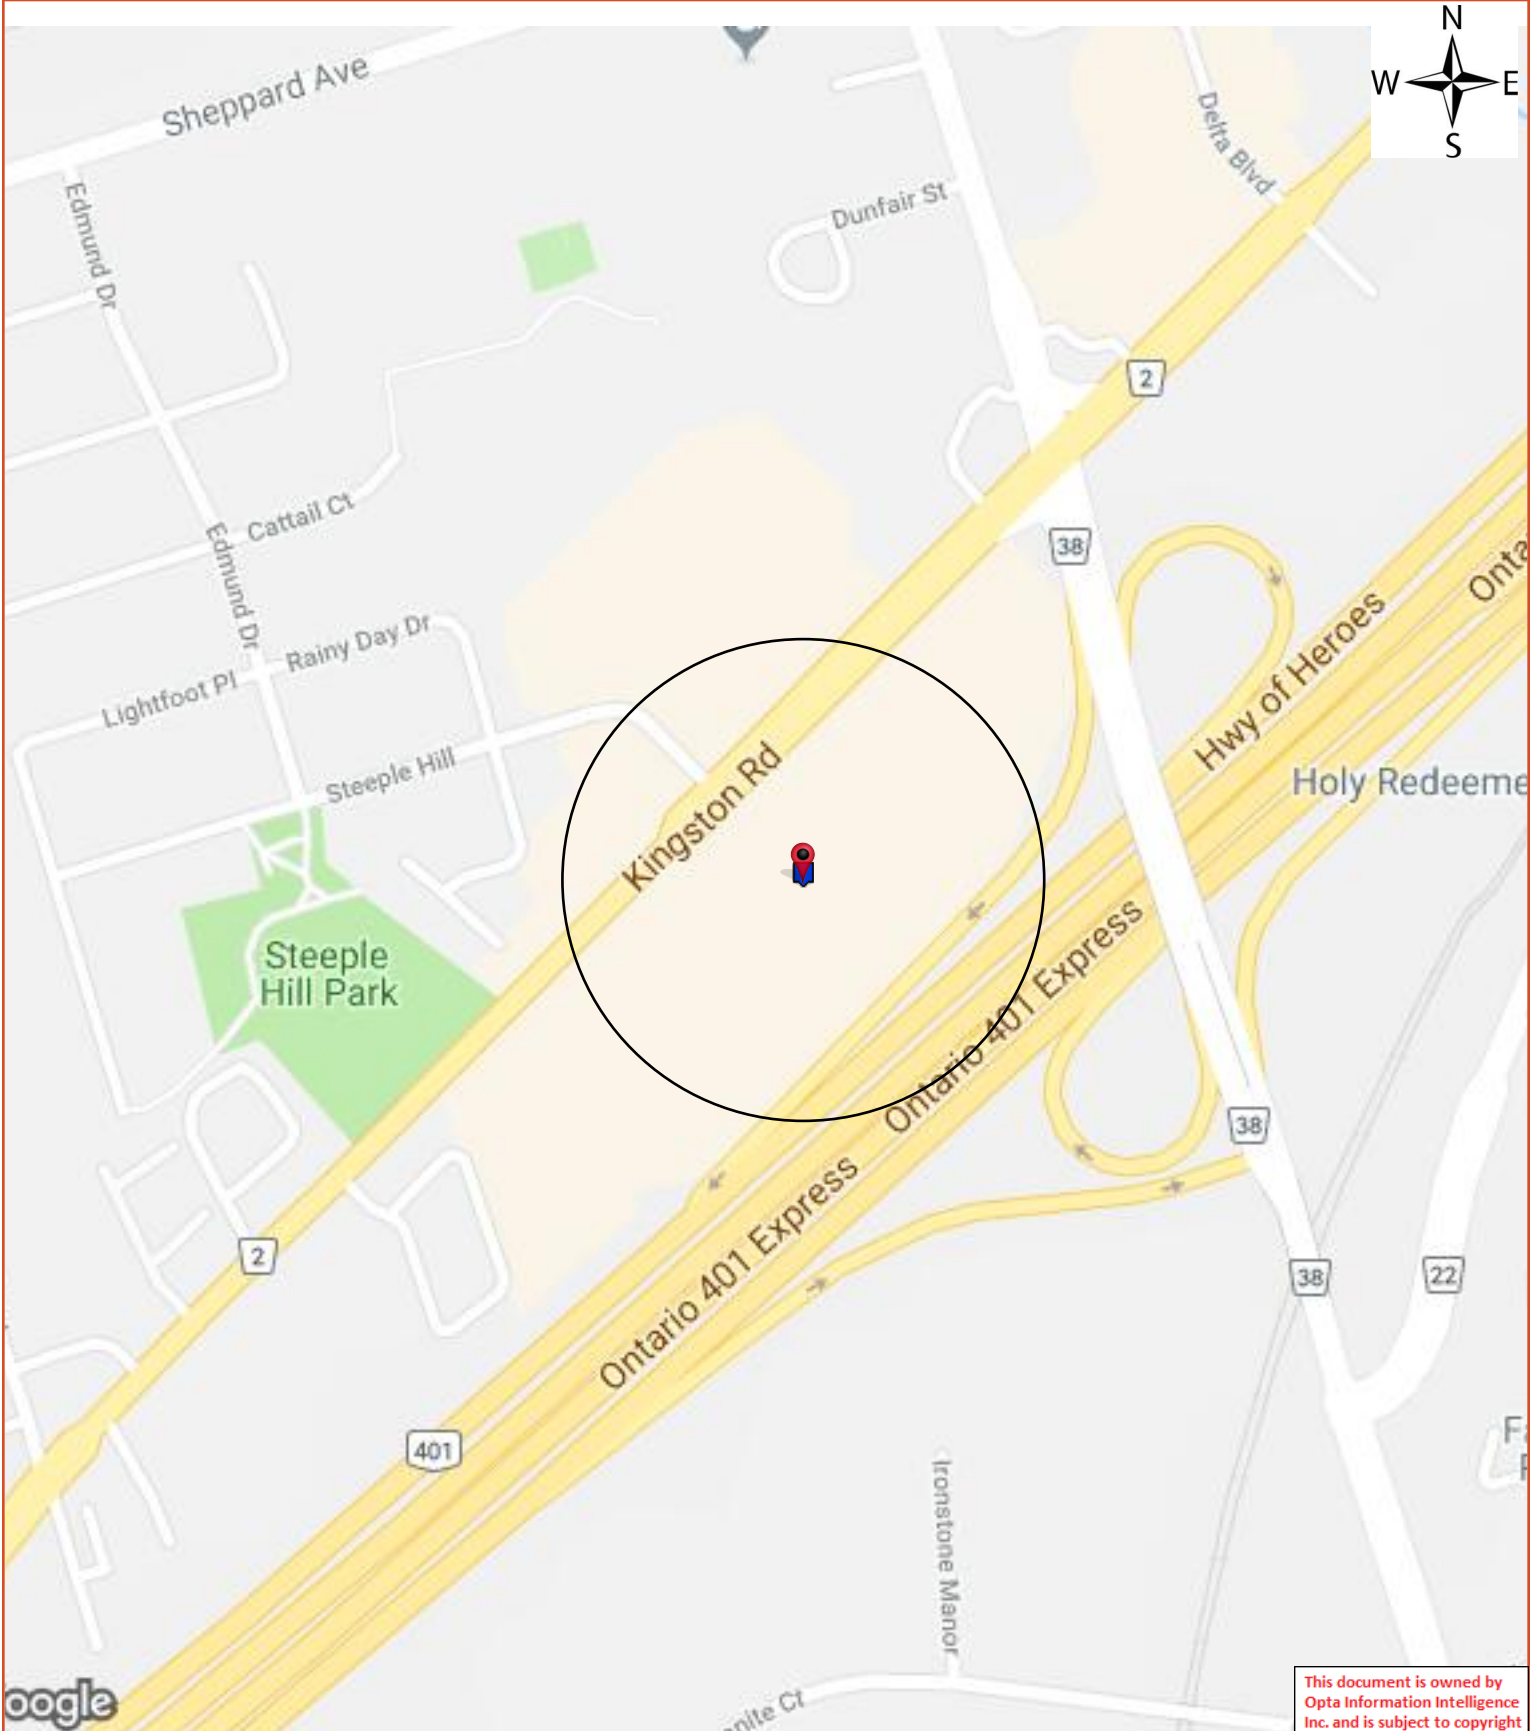 N
W E
S
Sheppard Ave
Delta Blvd
Edmund Dr
Dunfair St
2
Cattail Ct
Edmund Dr
38
Hwy of Heroes
Rainy Day Dr
Lightfoot Pl
Steeple Hill
Kingston Rd
Holy Redeeme
Steeple
Hill Park
Ontario 401 Express
38
Ontario 401 Express
2
38
22
401
Ironstone Manor
oogle
This document is owned by
Opta Information Intelligence
Inc. and is subject to copyright